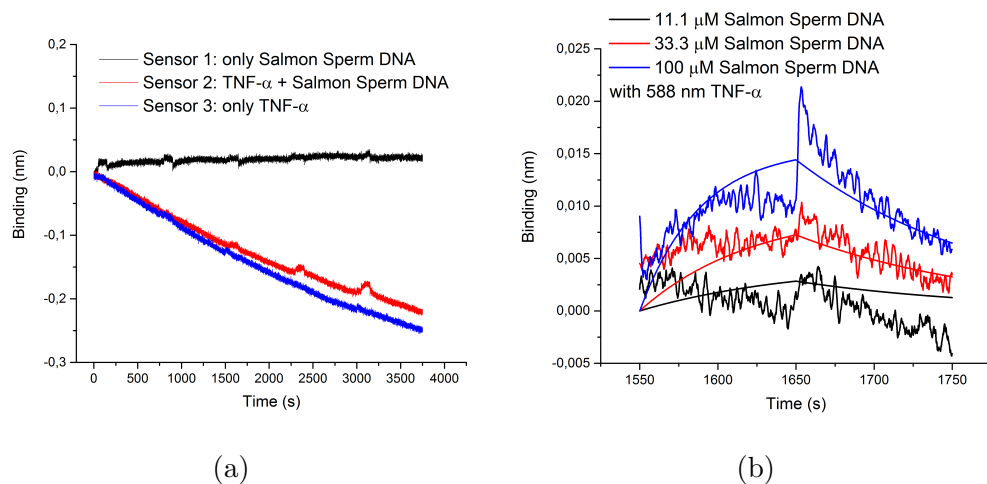 0,2
0,1
0,0
-0,1
-0,2
-0,3
Binding (nm)
Sensor 1: only Salmon Sperm DNA
Sensor 2: TNF-α + Salmon Sperm DNA
Sensor 3: only TNF-α
0 500 1000 1500 2000 2500 3000 3500 4000
Time (s)
(a)
11.1 μM Salmon Sperm DNA
33.3 μM Salmon Sperm DNA
100 μM Salmon Sperm DNA
with 588 nm TNF-α
0,025
0,020
0,015
0,010
0,005
0,000
-0,005
Binding (nm)
1550 1600 1650 1700 1750
Time (s)
(b)